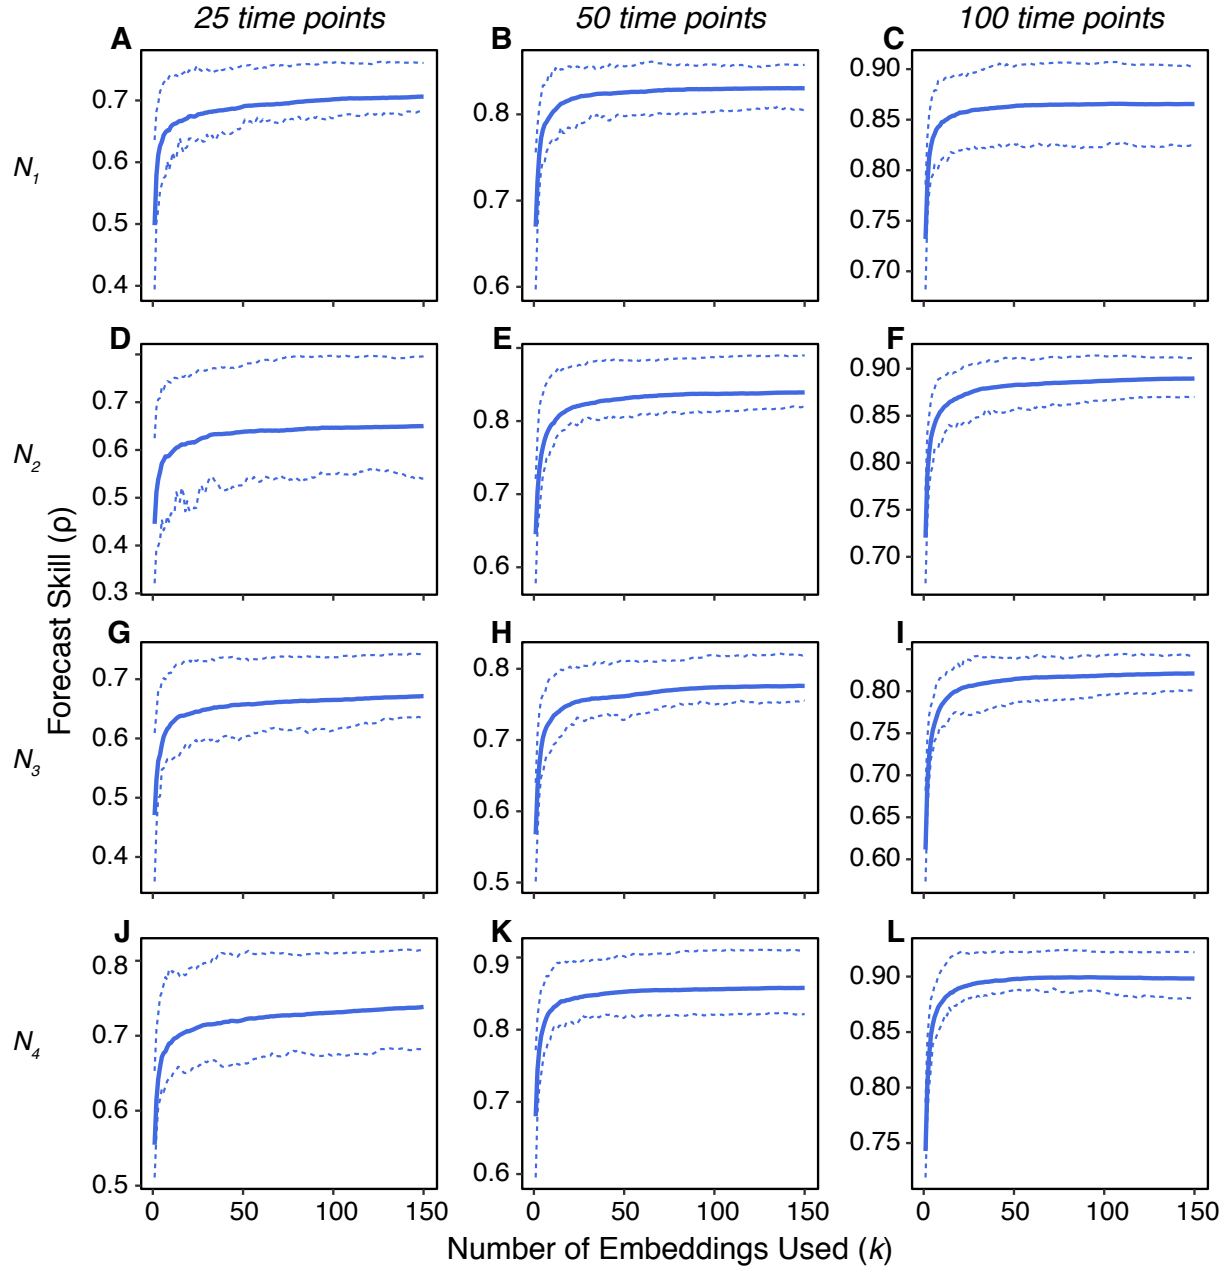 25 time points
50 time points
100 time points
A
B
C
N1
0.7
0.6
0.5
0.4
0.8
0.7
0.6
0.90
0.85
0.80
0.75
0.70
D
E
F
N2
0.7
0.6
0.5
0.4
0.3
0.8
0.7
0.6
0.90
0.85
0.80
0.75
0.70
Forecast Skill (ρ)
G
H
I
N3
0.7
0.6
0.5
0.4
0.8
0.7
0.6
0.5
0.80
0.75
0.70
0.65
0.60
J
K
L
N4
0.8
0.7
0.6
0.5
0.9
0.8
0.7
0.6
0.90
0.85
0.80
0.75
0 50 100 150
0 50 100 150
0 50 100 150
Number of Embeddings Used (k)